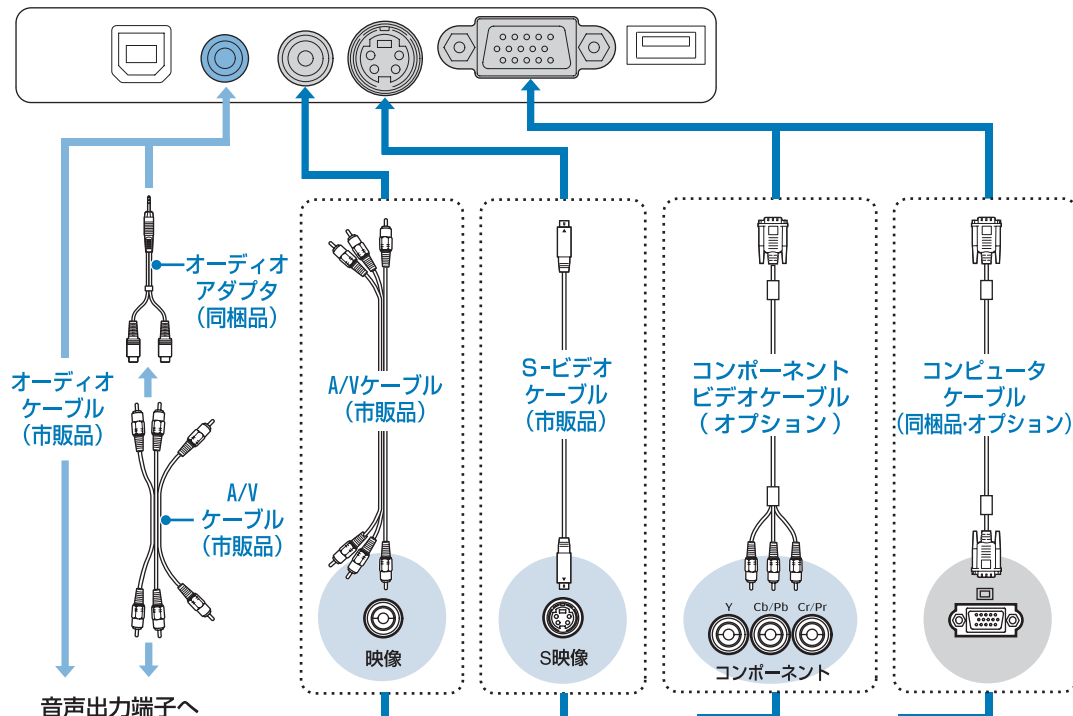 オーディオ
アダプタ
(同梱品)
オーディオ
ケーブル
(市販品)
A/V
ケーブル
(市販品)
音声出力端子へ
A/Vケーブル
(市販品)
映像
S-ビデオ
ケーブル
(市販品)
S映像
コンポーネント
ビデオケーブル
(オプション)
Y Cb/Pb Cr/Pr
コンポーネント
コンピュータ
ケーブル
(同梱品・オプション)